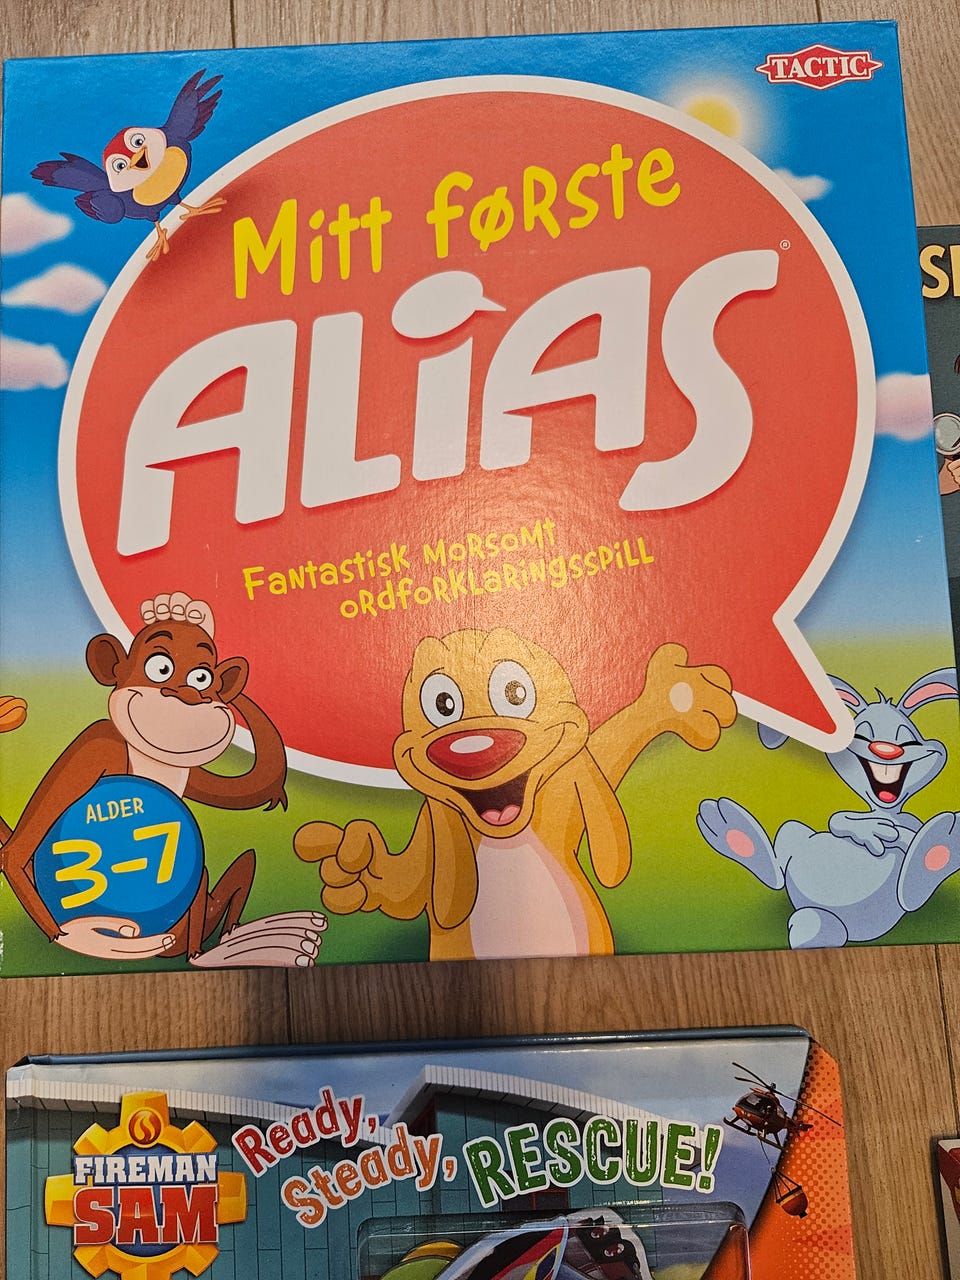 TACTIC
Mitt første
ALiAS®
Fantastisk morsomt
ordforklaringsspill
ALDER
3-7
FIREMAN
SAM
Ready,
Steady, RESCUE!